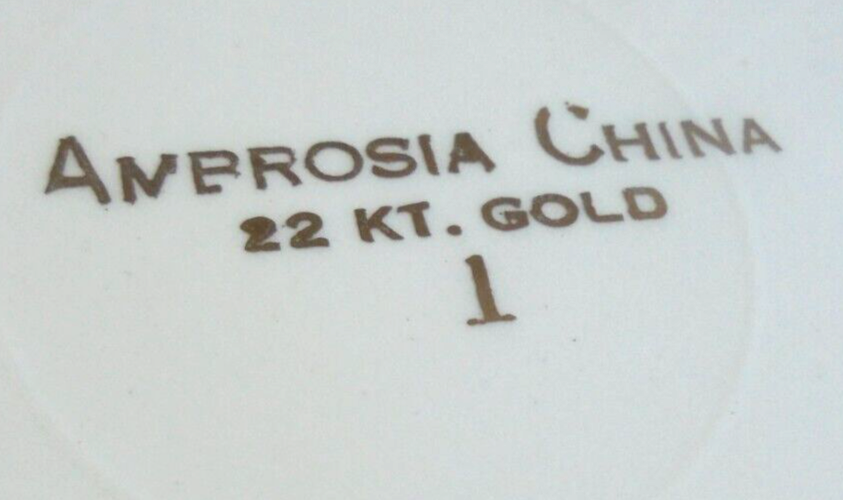 AMBROSIA CHINA
22 KT. GOLD
1